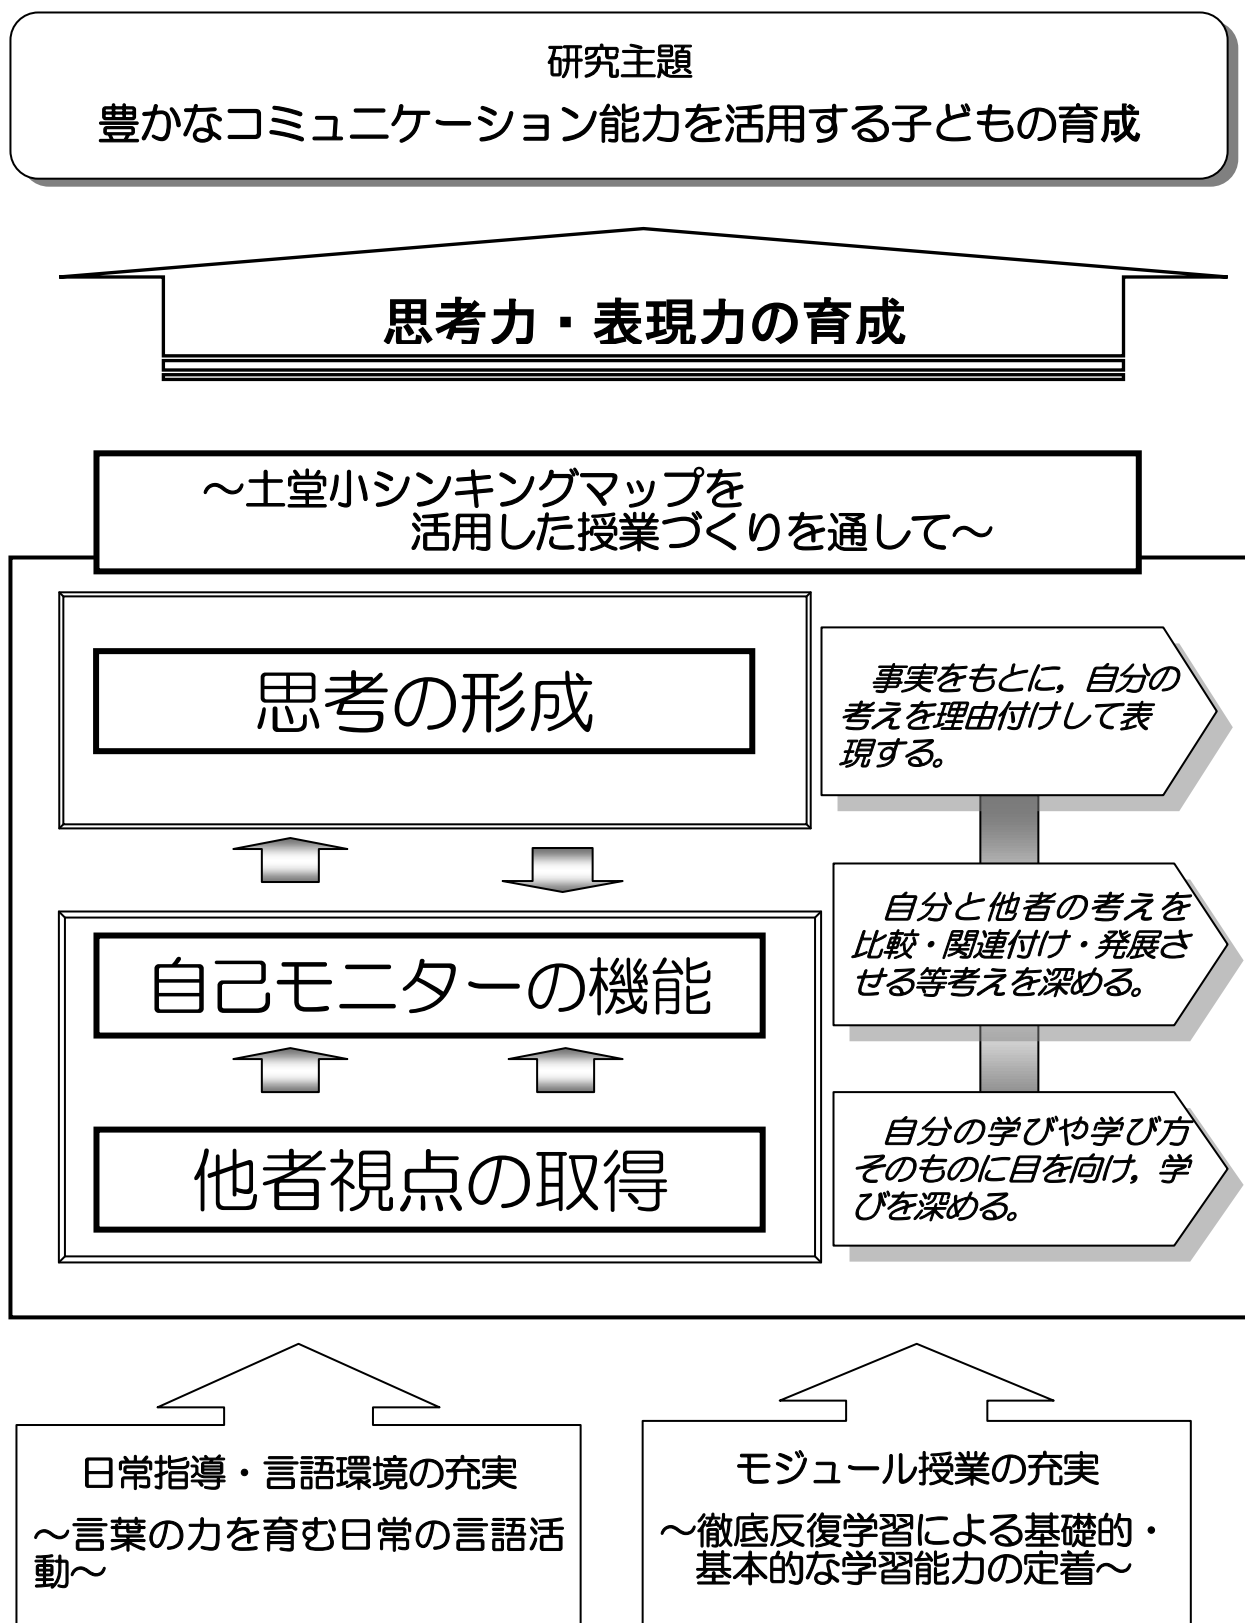 研究主題
豊かなコミュニケーション能力を活用する子どもの育成
思考力・表現力の育成
～土堂小シンキングマップを
活用した授業づくりを通して～
思考の形成
事実をもとに，自分の
考えを理由付けして表
現する。
自己モニターの機能
自分と他者の考えを
比較・関連付け・発展さ
せる等考えを深める。
他者視点の取得
自分の学びや学び方
そのものに目を向け，学
びを深める。
日常指導・言語環境の充実
～言葉の力を育む日常の言語活
動～
モジュール授業の充実
～徹底反復学習による基礎的・
基本的な学習能力の定着～